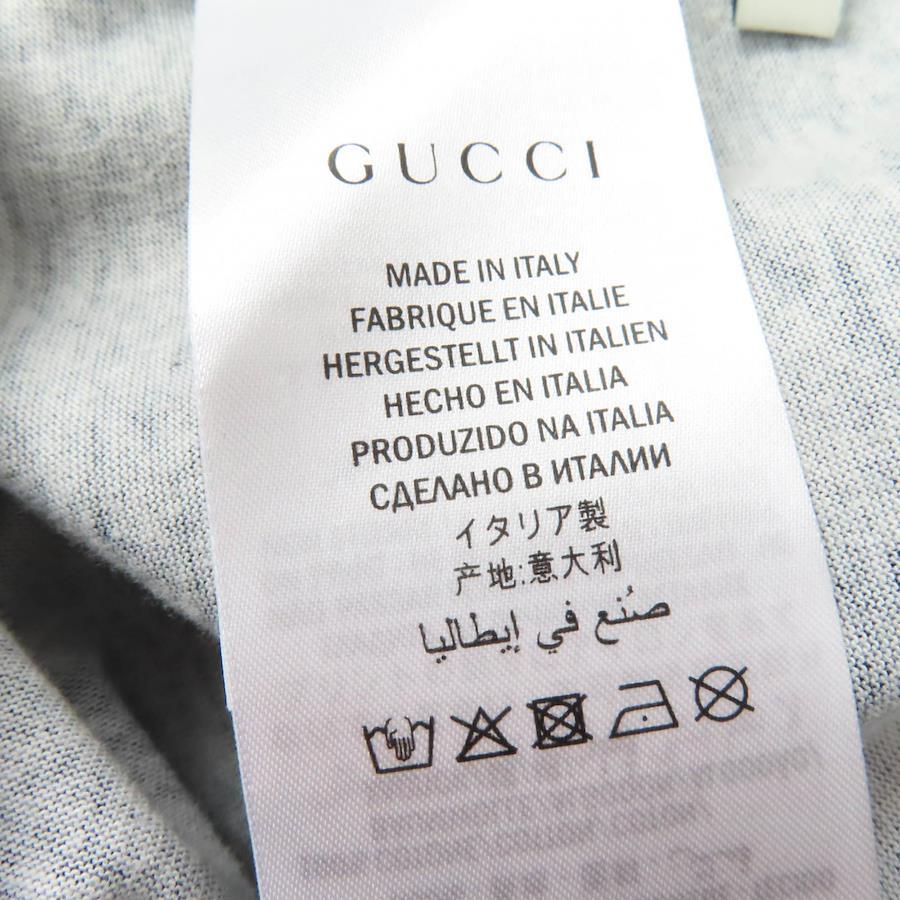 GUCCI
MADE IN ITALY
FABRIQUE EN ITALIE
HERGESTELLT IN ITALIEN
HECHO EN ITALIA
PRODUZIDO NA ITALIA
СДЕЛАНО В ИТАЛИИ
イタリア製
产地:意大利
صُنع في إيطاليا